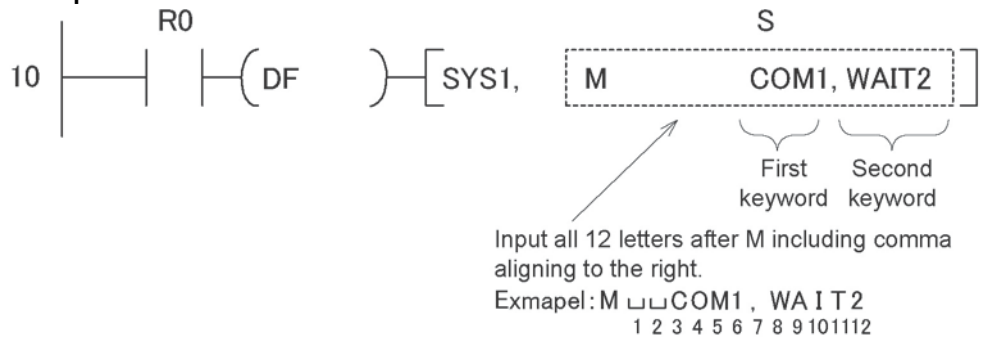 R0 S
10 DF SYS1, M COM1, WAIT2
First Second
keyword keyword
Input all 12 letters after M including comma
aligning to the right.
Exmapel: M ␣␣COM1, WAIT2
1 2 3 4 5 6 7 8 9 10 11 12